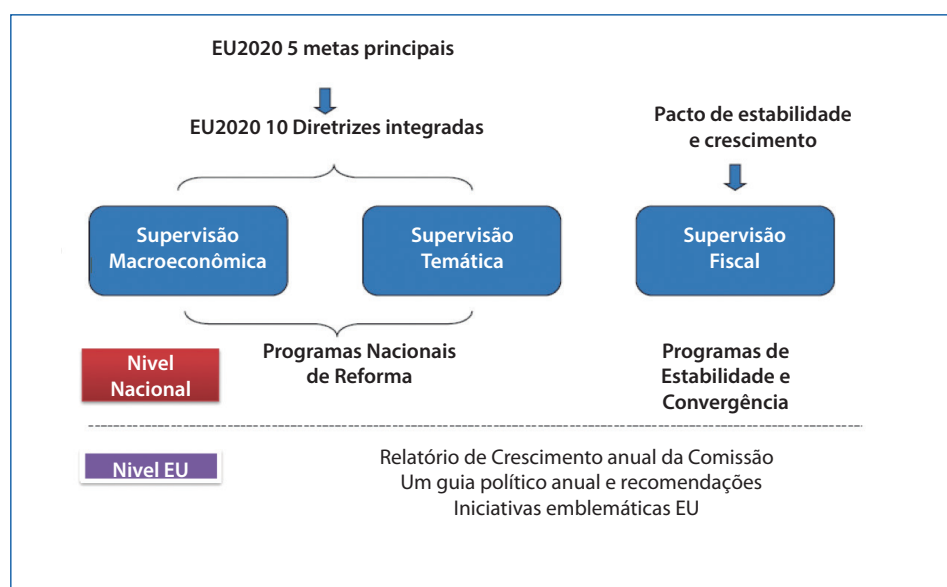 EU2020 5 metas principais
EU2020 10 Diretrizes integradas
Pacto de estabilidade
e crescimento
Supervisão
Macroeconômica
Supervisão
Temática
Supervisão
Fiscal
Nivel
Nacional
Programas Nacionais
de Reforma
Programas de
Estabilidade e
Convergência
Nivel EU
Relatório de Crescimento anual da Comissão
Um guia político anual e recomendações
Iniciativas emblemáticas EU